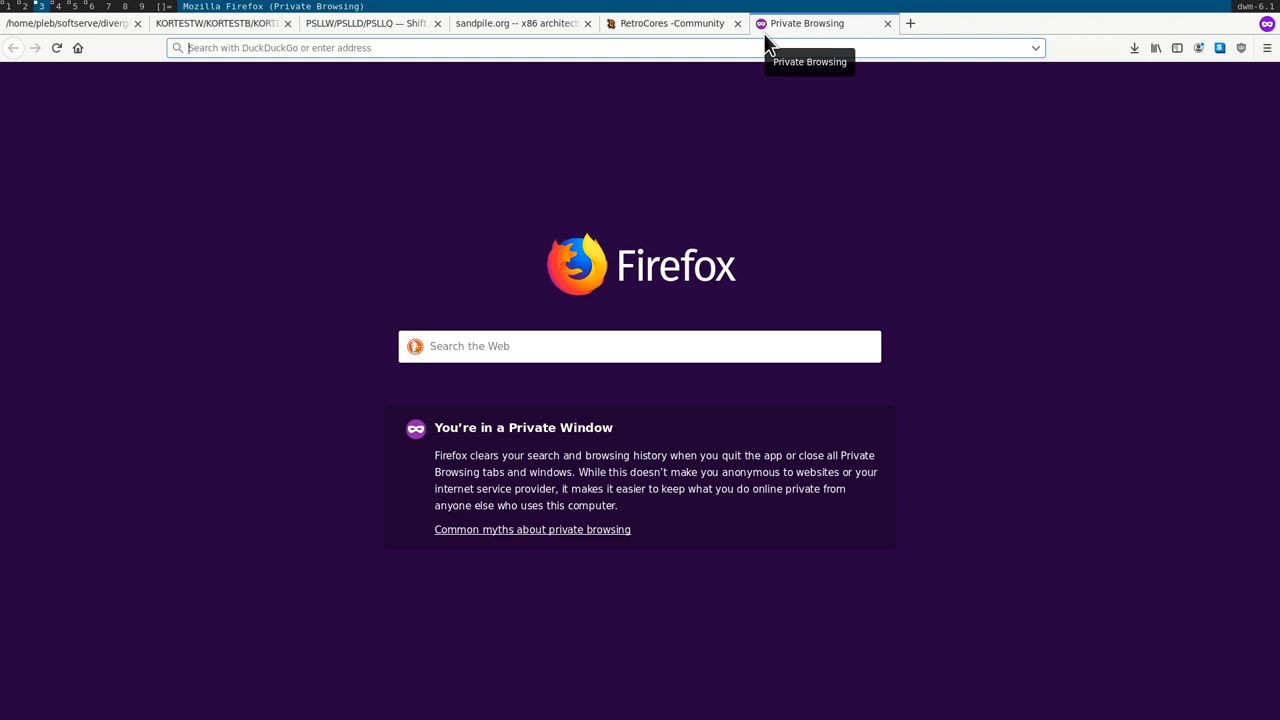 1 2 3 4 5 6 7 8 9 []= Mozilla Firefox (Private Browsing) dwm-6.1
/home/pleb/softserve/diverg KORTESTW/KORTESTB/KORT PSLLW/PSLLD/PSLLQ — Shift sandpile.org -- x86 architect RetroCores -Community Private Browsing
Search with DuckDuckGo or enter address
Private Browsing
Firefox
Search the Web
You’re in a Private Window
Firefox clears your search and browsing history when you quit the app or close all Private
Browsing tabs and windows. While this doesn’t make you anonymous to websites or your
internet service provider, it makes it easier to keep what you do online private from
anyone else who uses this computer.
Common myths about private browsing